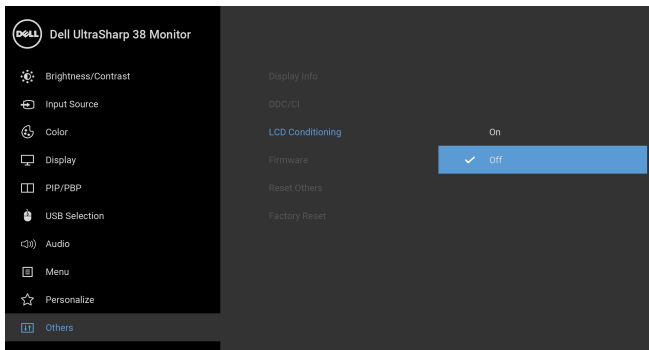 DELL Dell UltraSharp 38 Monitor
Brightness/Contrast
Input Source
Color
Display
PIP/PBP
USB Selection
Audio
Menu
Personalize
Others
Display Info
DDC/CI
LCD Conditioning
Firmware
Reset Others
Factory Reset
On
Off